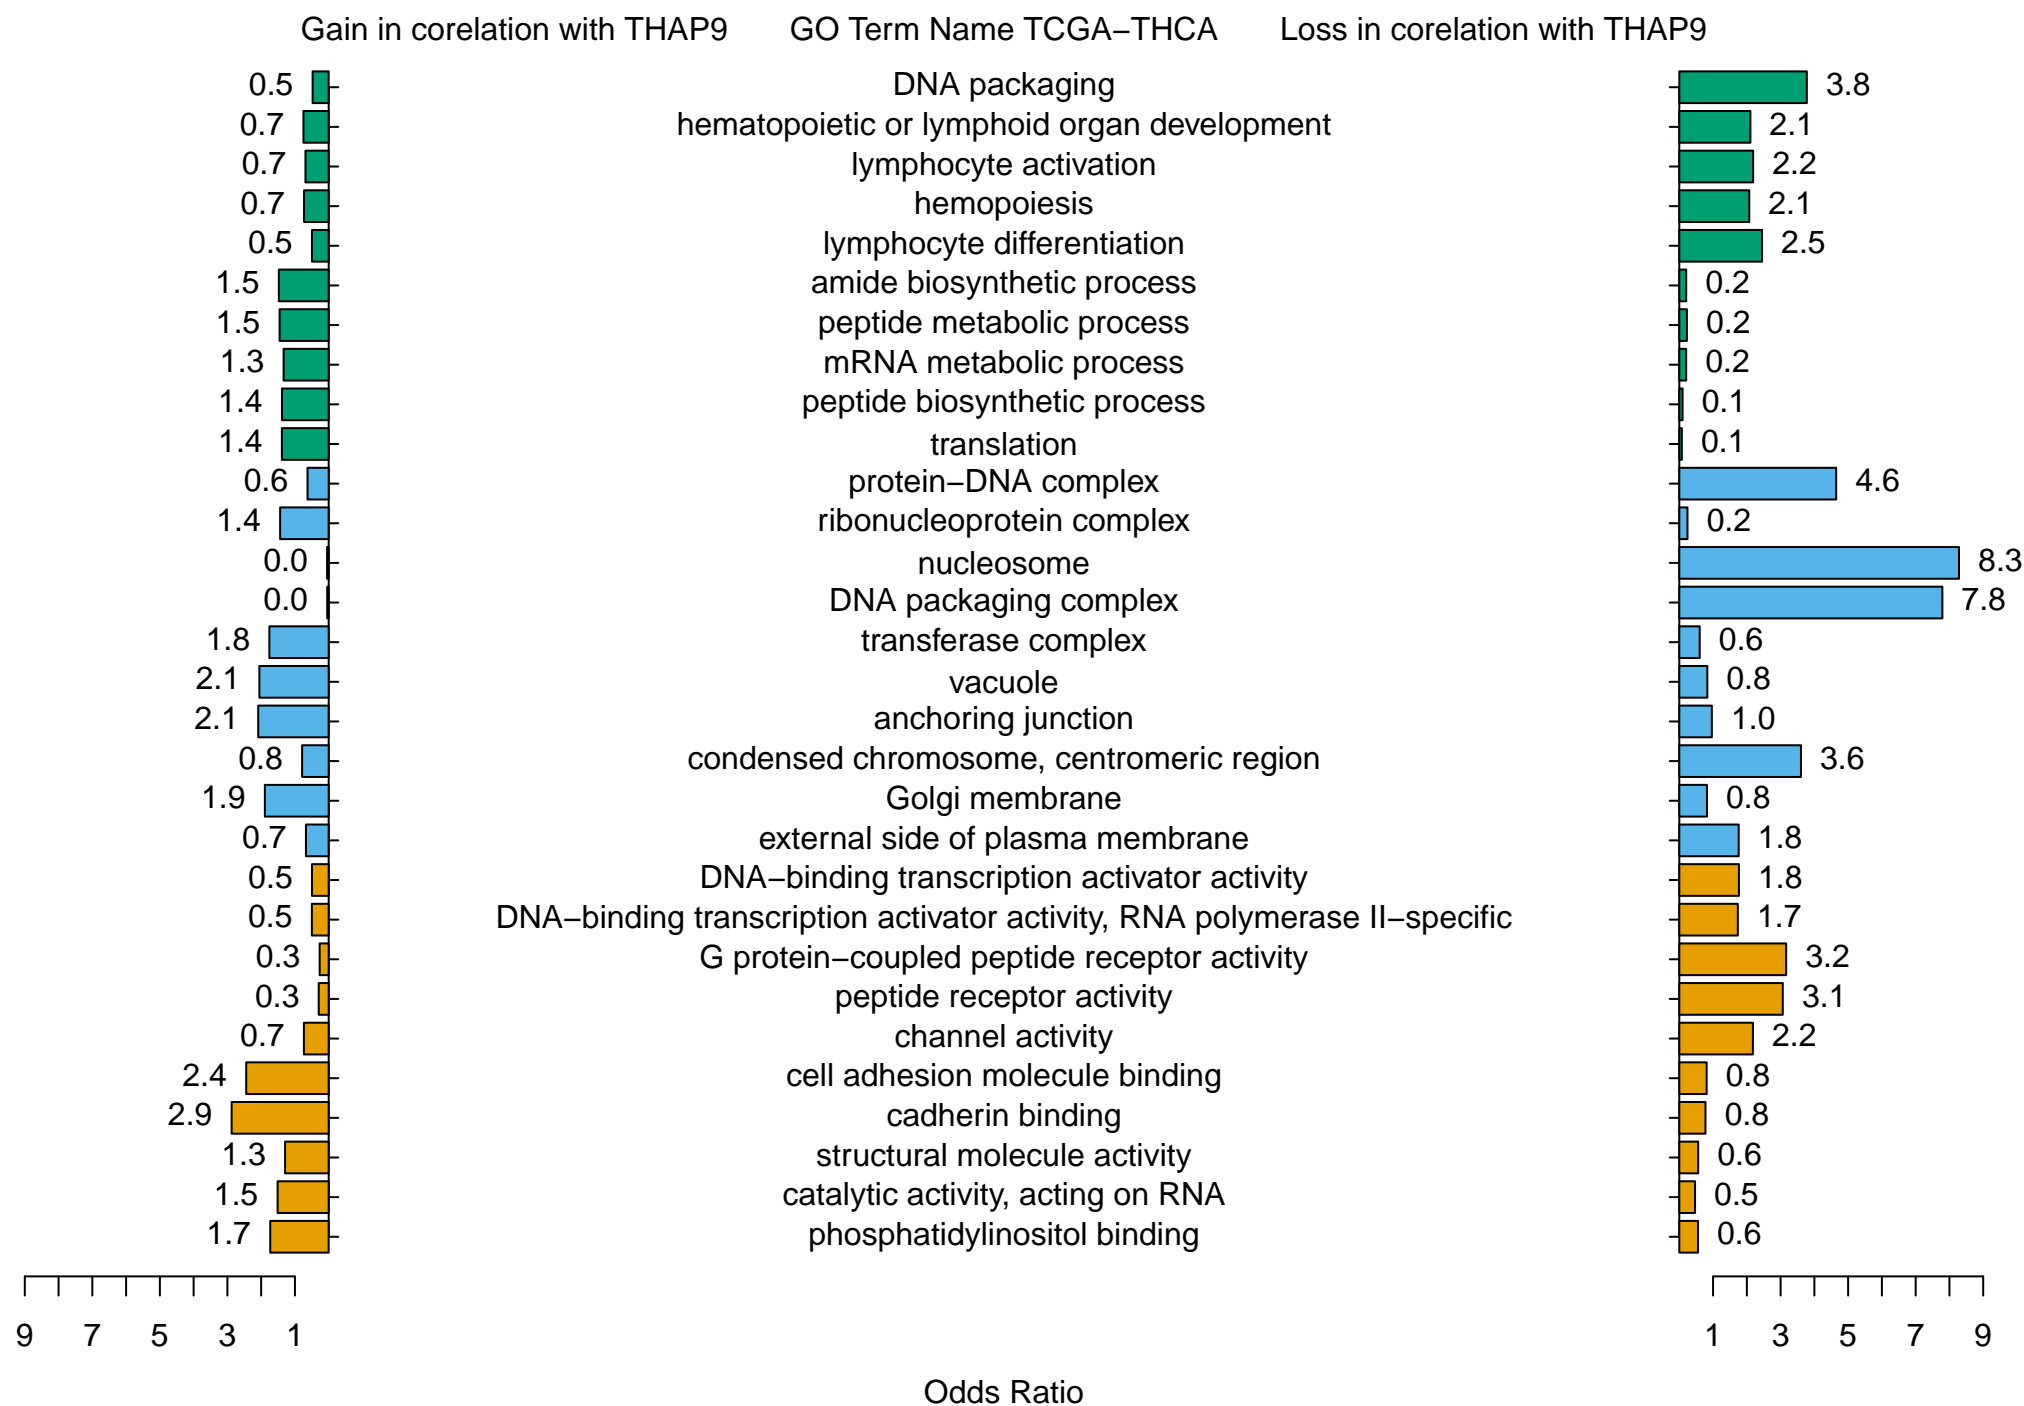 Gain in corelation with THAP9 GO Term Name TCGA−THCA Loss in corelation with THAP9
0.5 DNA packaging 3.8
0.7 hematopoietic or lymphoid organ development 2.1
0.7 lymphocyte activation 2.2
0.7 hemopoiesis 2.1
0.5 lymphocyte differentiation 2.5
1.5 amide biosynthetic process 0.2
1.5 peptide metabolic process 0.2
1.3 mRNA metabolic process 0.2
1.4 peptide biosynthetic process 0.1
1.4 translation 0.1
0.6 protein−DNA complex 4.6
1.4 ribonucleoprotein complex 0.2
0.0 nucleosome 8.3
0.0 DNA packaging complex 7.8
1.8 transferase complex 0.6
2.1 vacuole 0.8
2.1 anchoring junction 1.0
0.8 condensed chromosome, centromeric region 3.6
1.9 Golgi membrane 0.8
0.7 external side of plasma membrane 1.8
0.5 DNA−binding transcription activator activity 1.8
0.5 DNA−binding transcription activator activity, RNA polymerase II−specific 1.7
0.3 G protein−coupled peptide receptor activity 3.2
0.3 peptide receptor activity 3.1
0.7 channel activity 2.2
2.4 cell adhesion molecule binding 0.8
2.9 cadherin binding 0.8
1.3 structural molecule activity 0.6
1.5 catalytic activity, acting on RNA 0.5
1.7 phosphatidylinositol binding 0.6
9 7 5 3 1 1 3 5 7 9
Odds Ratio